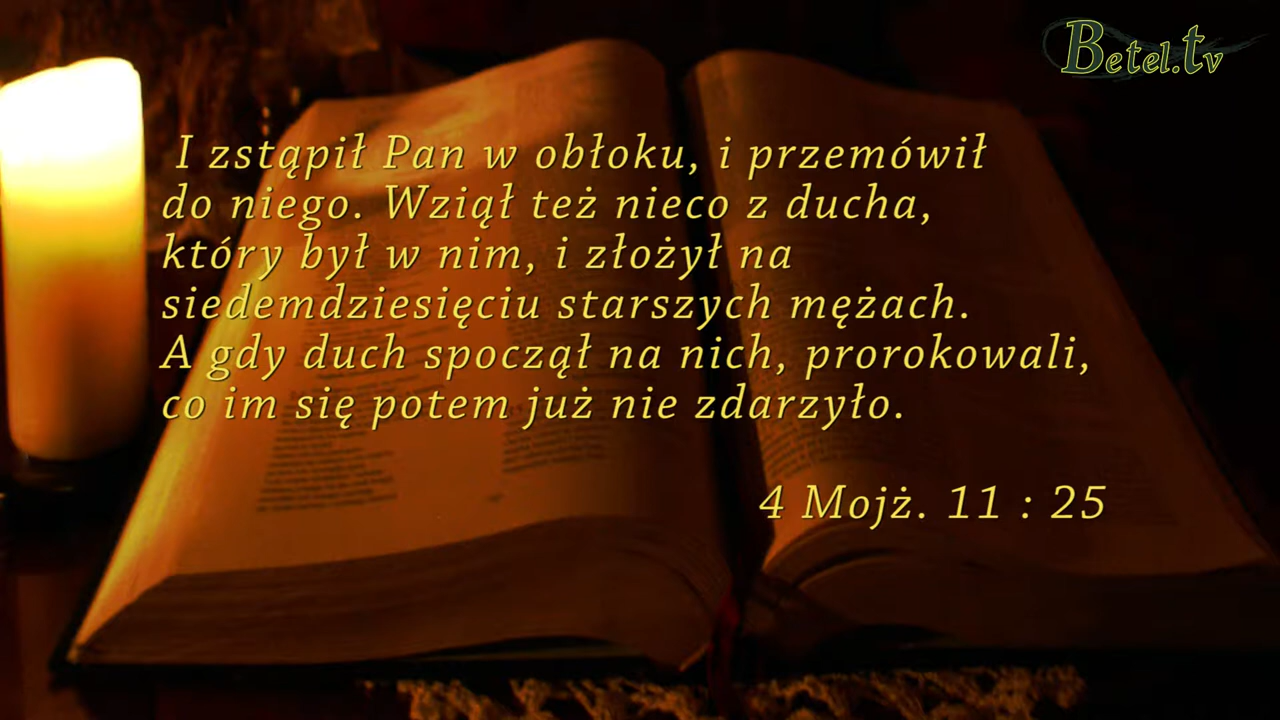 Betel.tv
I zstąpił Pan w obłoku, i przemówił
do niego. Wziął też nieco z ducha,
który był w nim, i złożył na
siedemdziesięciu starszych mężach.
A gdy duch spoczął na nich, prorokowali,
co im się potem już nie zdarzyło.
4 Mojż. 11 : 25